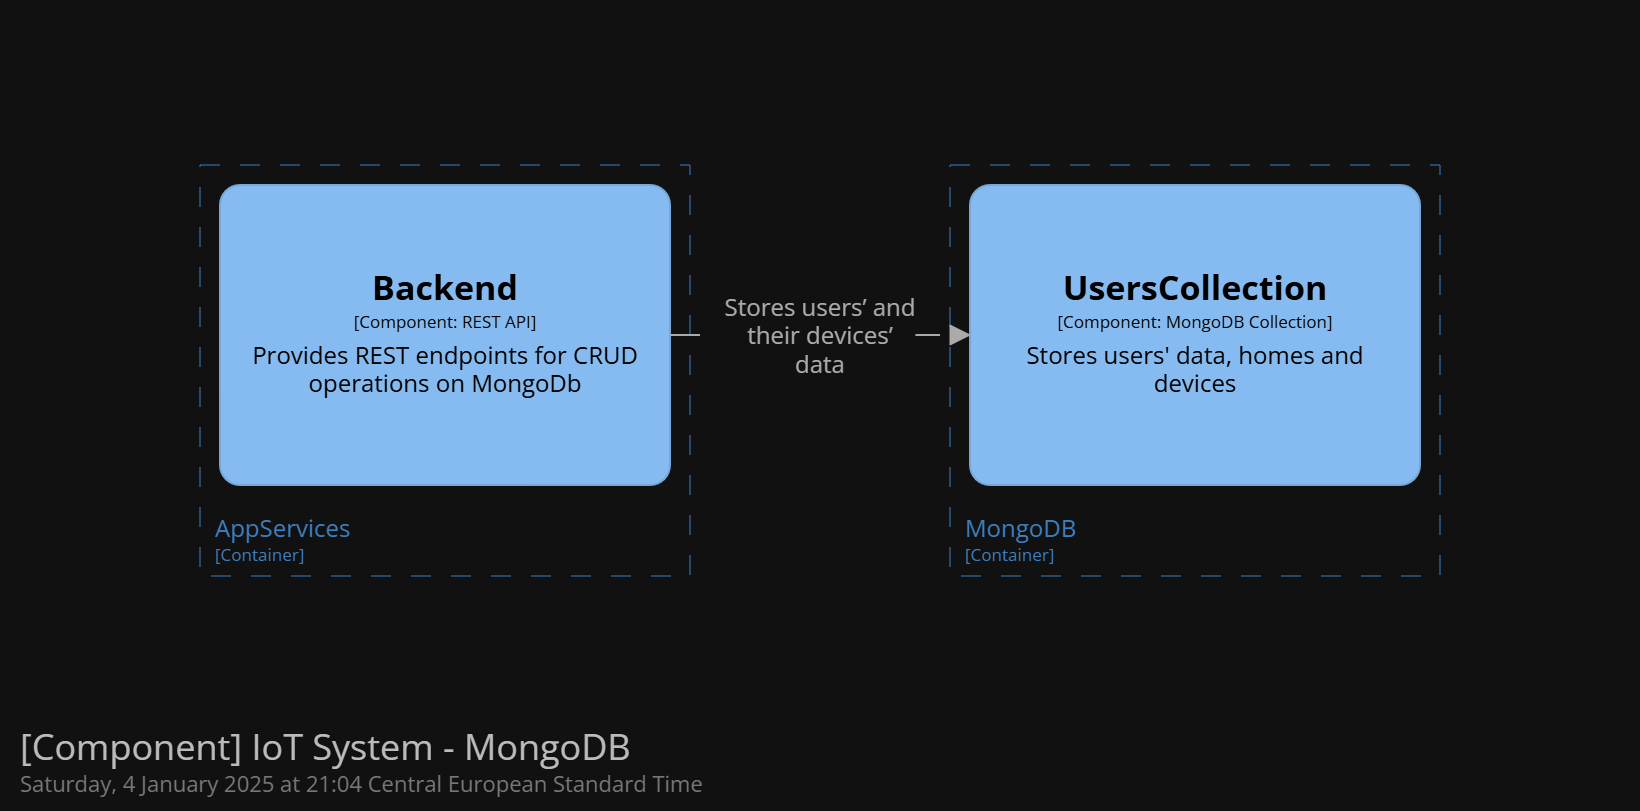 Backend
[Component: REST API]
Provides REST endpoints for CRUD
operations on MongoDb
AppServices
[Container]
Stores users’ and
their devices’
data
UsersCollection
[Component: MongoDB Collection]
Stores users' data, homes and
devices
MongoDB
[Container]
[Component] IoT System - MongoDB
Saturday, 4 January 2025 at 21:04 Central European Standard Time